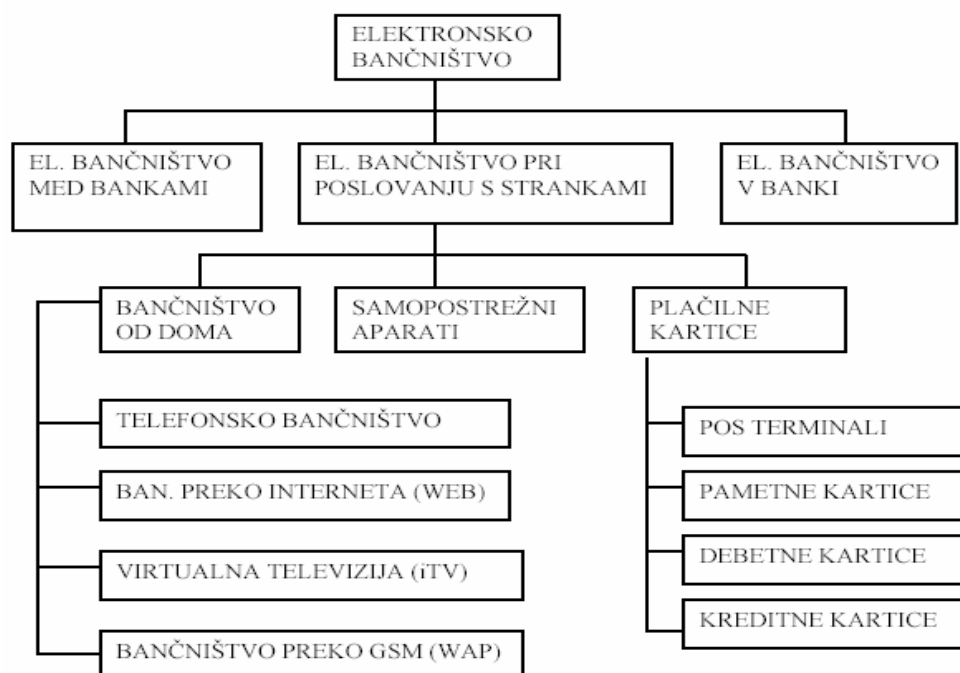 ELEKTRONSKO
BANČNIŠTVO
EL. BANČNIŠTVO
MED BANKAMI
EL. BANČNIŠTVO PRI
POSLOVANJU S STRANKAMI
EL. BANČNIŠTVO
V BANKI
BANČNIŠTVO
OD DOMA
SAMOPOSTREŽNI
APARATI
PLAČILNE
KARTICE
TELEFONSKO BANČNIŠTVO
BAN. PREKO INTERNETA (WEB)
VIRTUALNA TELEVIZIJA (iTV)
BANČNIŠTVO PREKO GSM (WAP)
POS TERMINALI
PAMETNE KARTICE
DEBETNE KARTICE
KREDITNE KARTICE